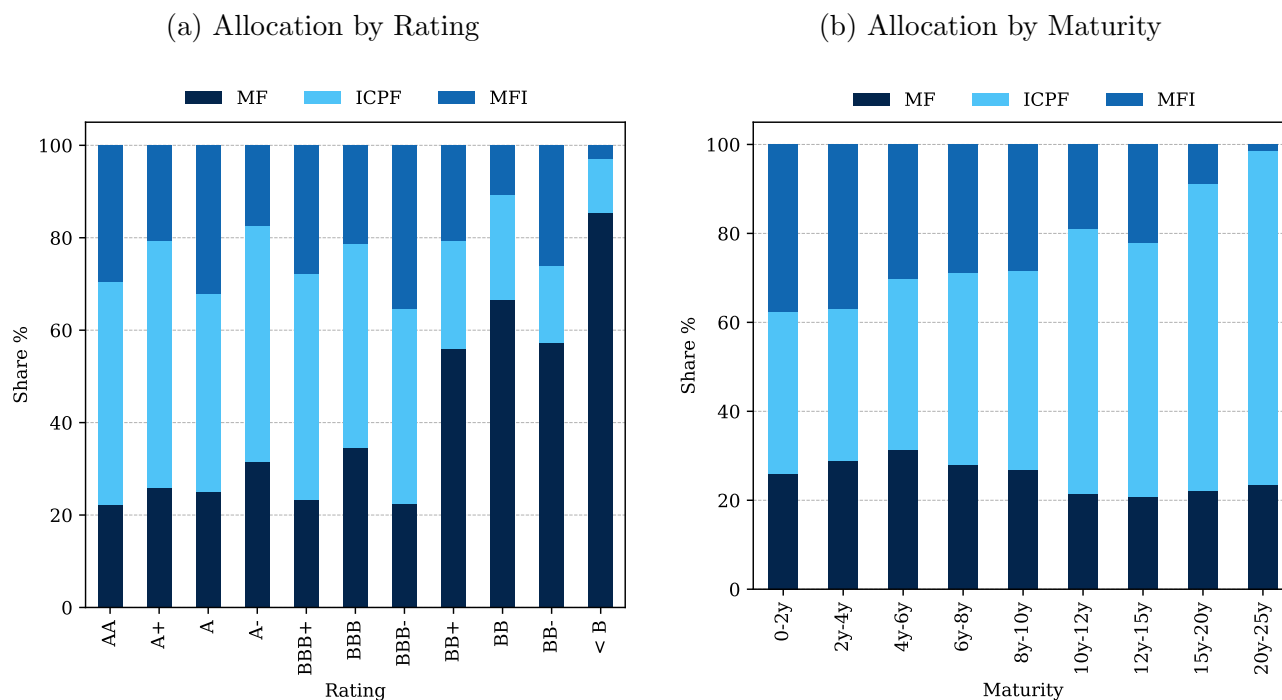 (a) Allocation by Rating
MF ICPF MFI
100
80
60
40
20
0
Share %
AA A+ A A- BBB+ BBB BBB- BB+ BB BB- < B
Rating
(b) Allocation by Maturity
MF ICPF MFI
100
80
60
40
20
0
Share %
0-2y 2y-4y 4y-6y 6y-8y 8y-10y 10y-12y 12y-15y 15y-20y 20y-25y
Maturity